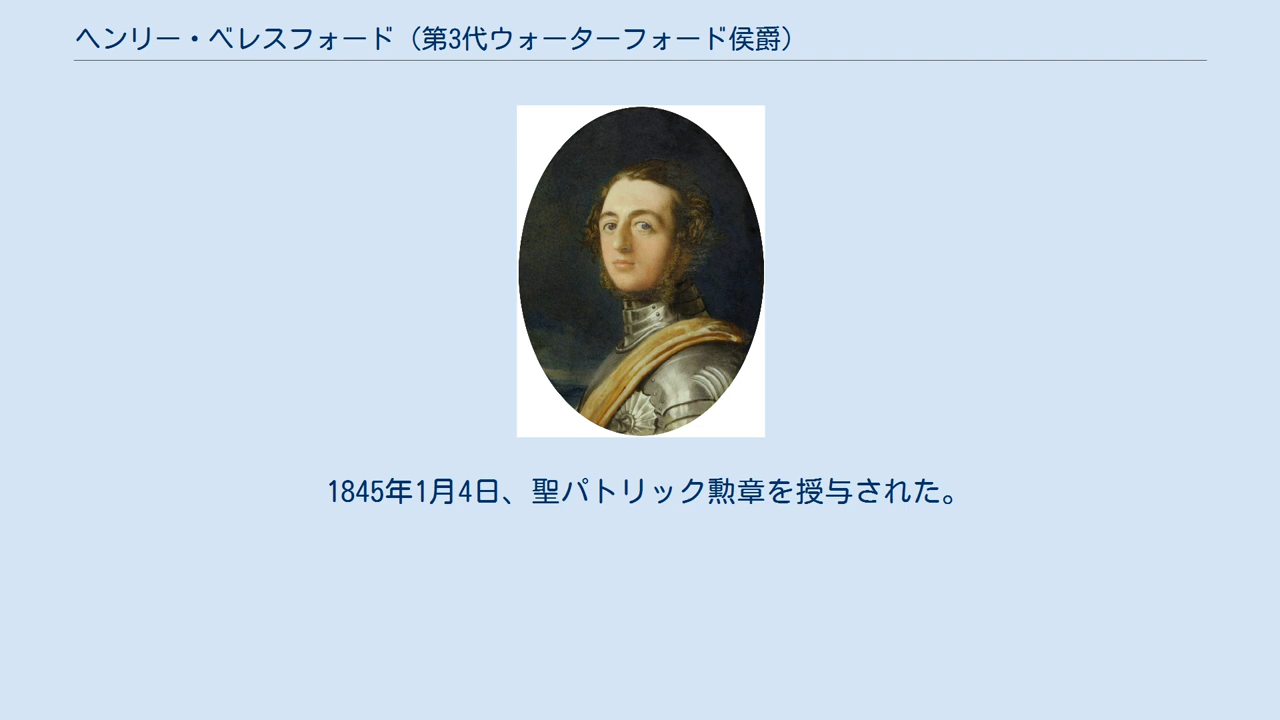 ヘンリー・ベレスフォード（第3代ウォーターフォード侯爵）
1845年1月4日、聖パトリック勲章を授与された。